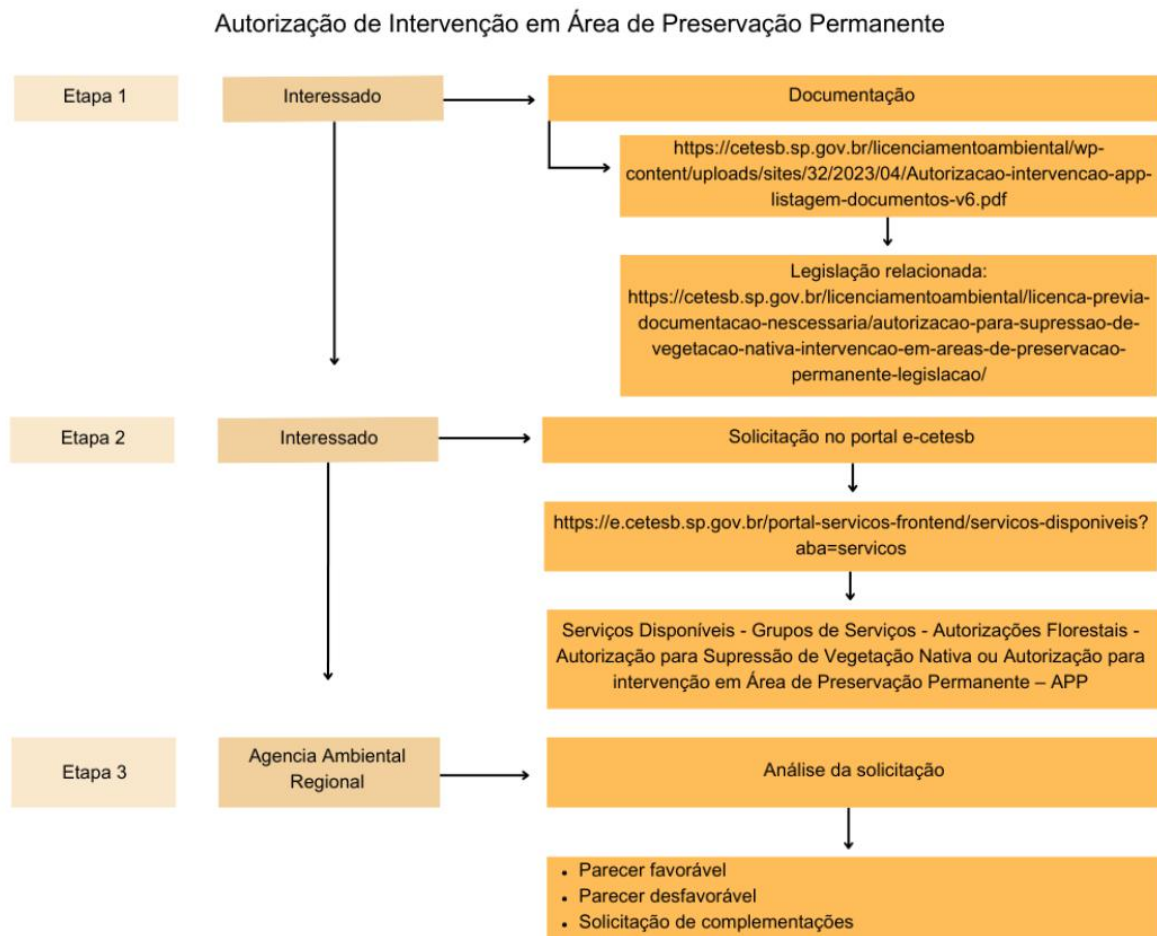 Autorização de Intervenção em Área de Preservação Permanente
Etapa 1
Interessado
Documentação
https://cetesb.sp.gov.br/licenciamentoambiental/wp-
content/uploads/sites/32/2023/04/Autorizacao-intervencao-app-
listagem-documentos-v6.pdf
Legislação relacionada:
https://cetesb.sp.gov.br/licenciamentoambiental/licenca-previa-
documentacao-nescessaria/autorizacao-para-supressao-de-
vegetacao-nativa-intervencao-em-areas-de-preservacao-
permanente-legislacao/
Etapa 2
Interessado
Solicitação no portal e-cetesb
https://e.cetesb.sp.gov.br/portal-servicos-frontend/servicos-disponiveis?
aba=servicos
Serviços Disponíveis - Grupos de Serviços - Autorizações Florestais -
Autorização para Supressão de Vegetação Nativa ou Autorização para
intervenção em Área de Preservação Permanente – APP
Etapa 3
Agencia Ambiental
Regional
Análise da solicitação
• Parecer favorável
• Parecer desfavorável
• Solicitação de complementações